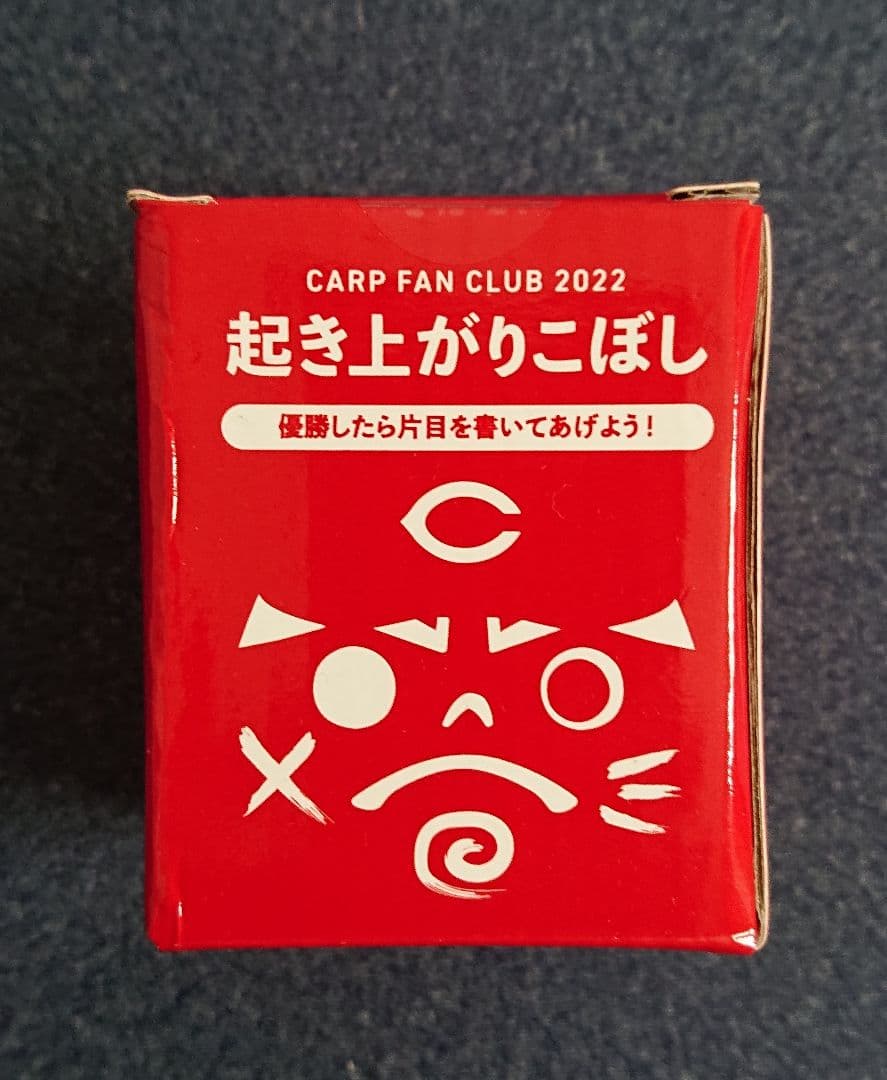 CARP FAN CLUB 2022
起き上がりこぼし
優勝したら片目を書いてあげよう!
C